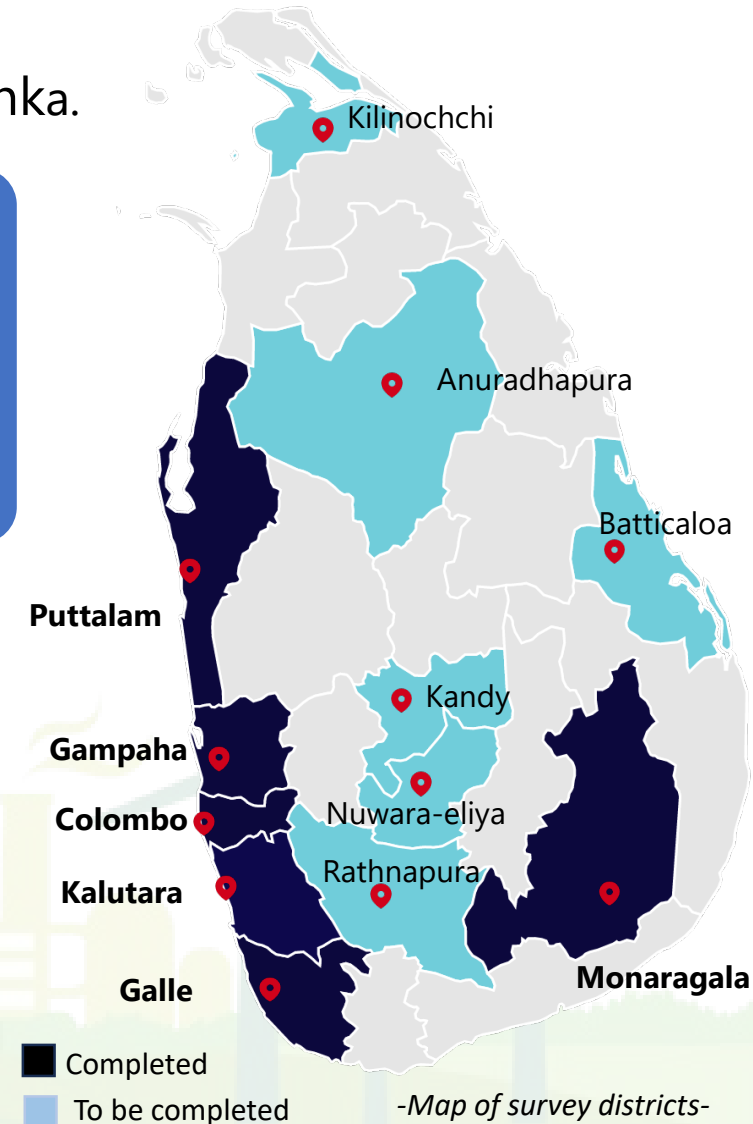 nka.
Kilinochchi
Anuradhapura
Batticaloa
Puttalam
Kandy
Gampaha
Nuwara-eliya
Colombo
Rathnapura
Kalutara
Monaragala
Galle
Completed
To be completed
-Map of survey districts-